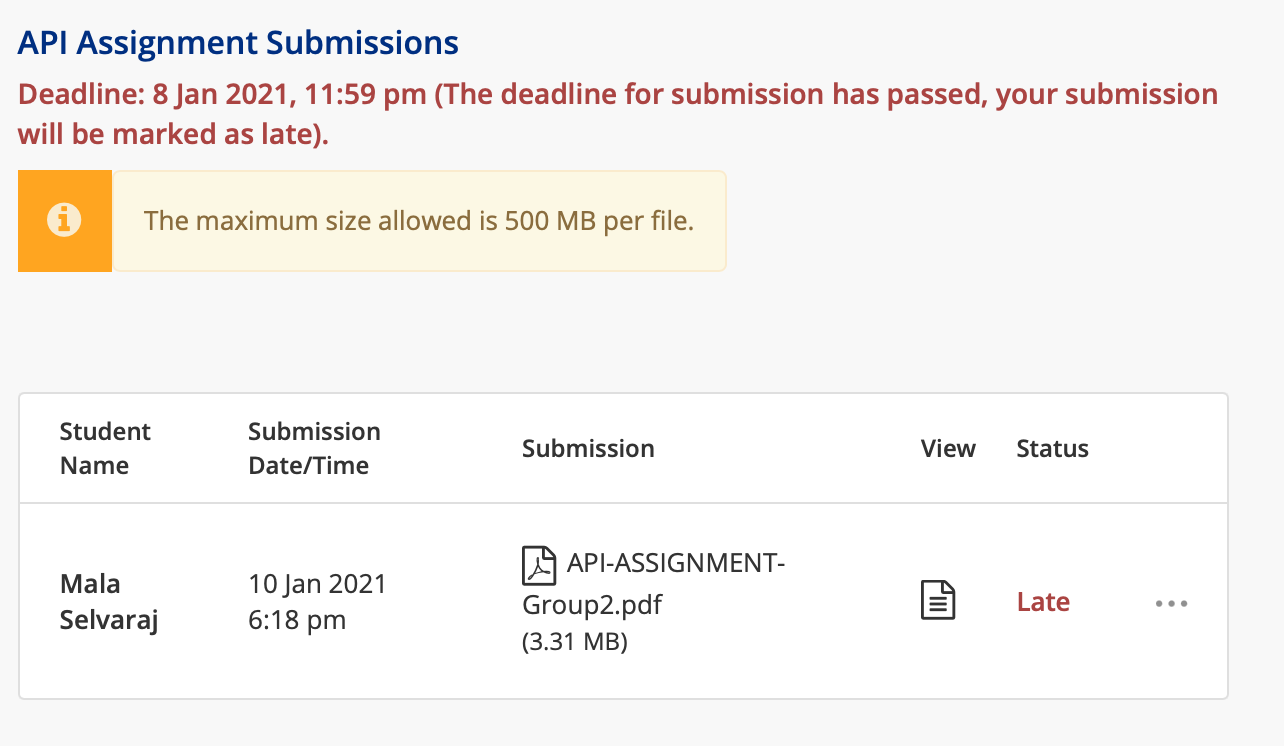 API Assignment Submissions
Deadline: 8 Jan 2021, 11:59 pm (The deadline for submission has passed, your submission
will be marked as late).
The maximum size allowed is 500 MB per file.
Student
Name
Submission
Date/Time
Submission
View
Status
Mala
Selvaraj
10 Jan 2021
6:18 pm
API-ASSIGNMENT-
Group2.pdf
(3.31 MB)
Late